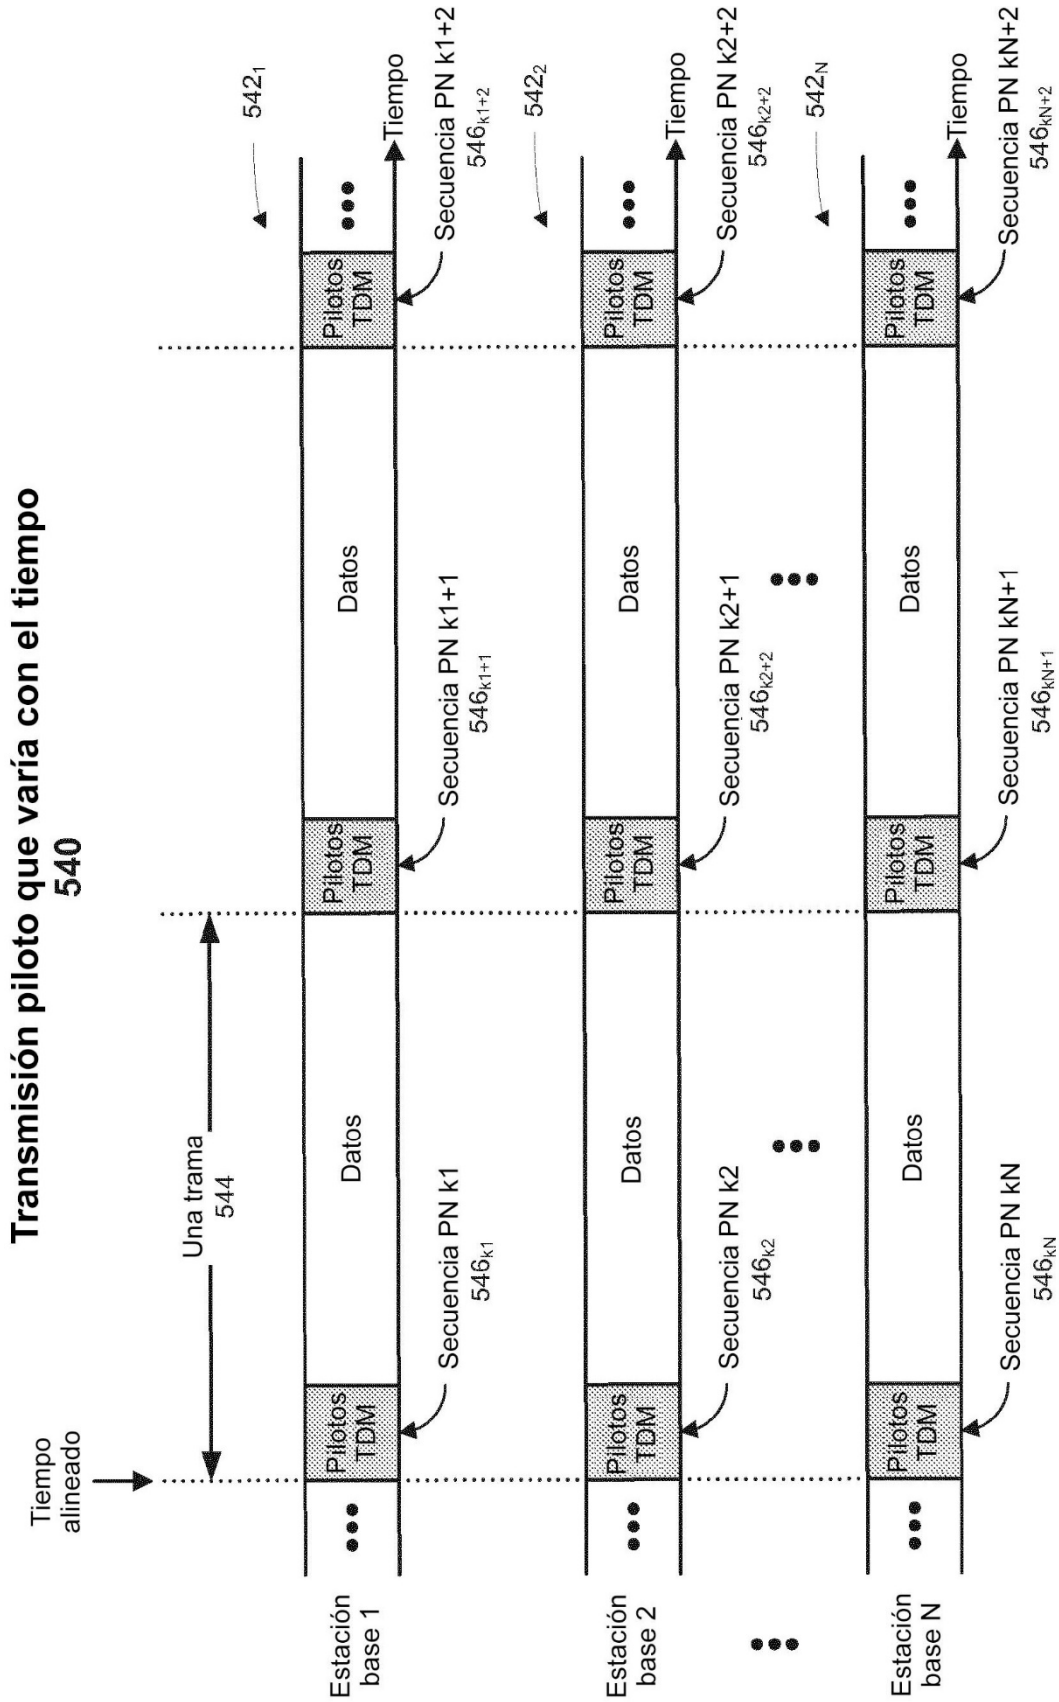 Transmisión piloto que varía con el tiempo
540
Tiempo
alineado
Una trama
544
542₁
Estación
base 1
Pilotos
TDM
Datos
Pilotos
TDM
Datos
Pilotos
TDM
Tiempo
Secuencia PN k1
546ₖ₁
Secuencia PN k1+1
546ₖ₁₊₁
Secuencia PN k1+2
546ₖ₁₊₂
542₂
Estación
base 2
Pilotos
TDM
Datos
Pilotos
TDM
Datos
Pilotos
TDM
Tiempo
Secuencia PN k2
546ₖ₂
Secuencia PN k2+1
546ₖ₂₊₂
Secuencia PN k2+2
546ₖ₂₊₂
542N
Estación
base N
Pilotos
TDM
Datos
Pilotos
TDM
Datos
Pilotos
TDM
Tiempo
Secuencia PN kN
546kN
Secuencia PN kN+1
546kN+1
Secuencia PN kN+2
546kN+2